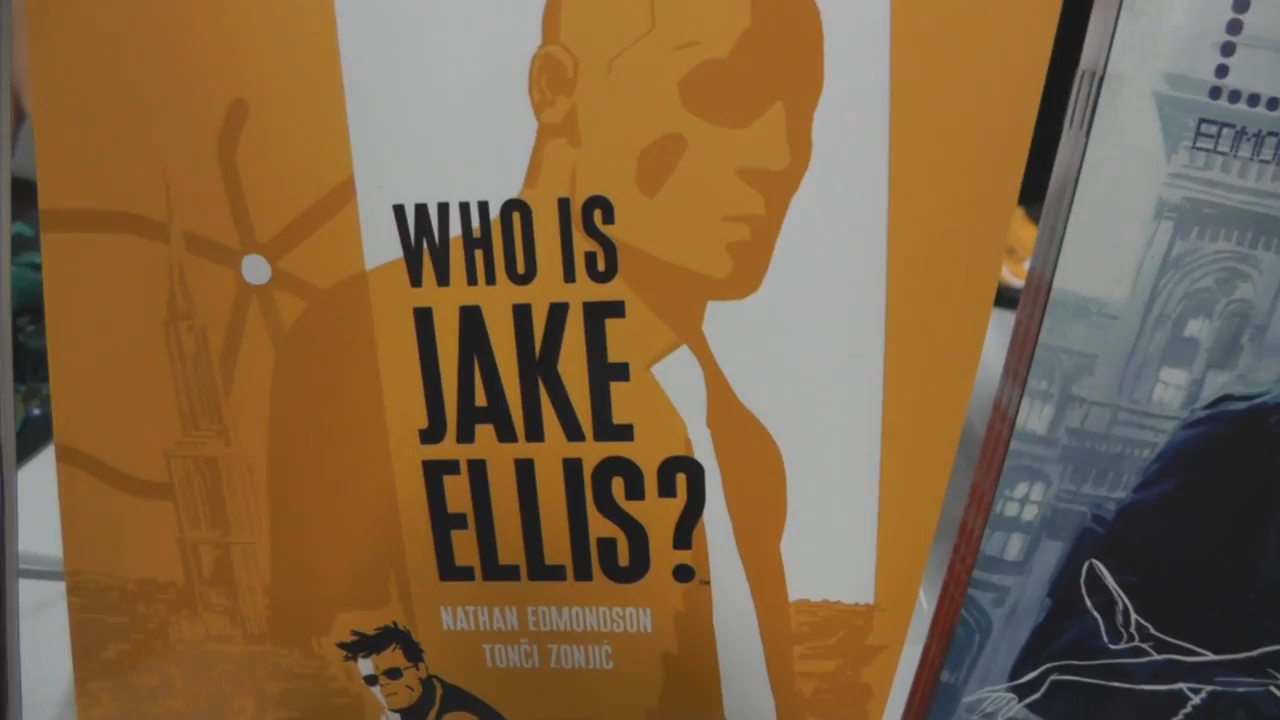 WHO IS
JAKE
ELLIS?
NATHAN EDMONDSON
TONČI ZONJIĆ